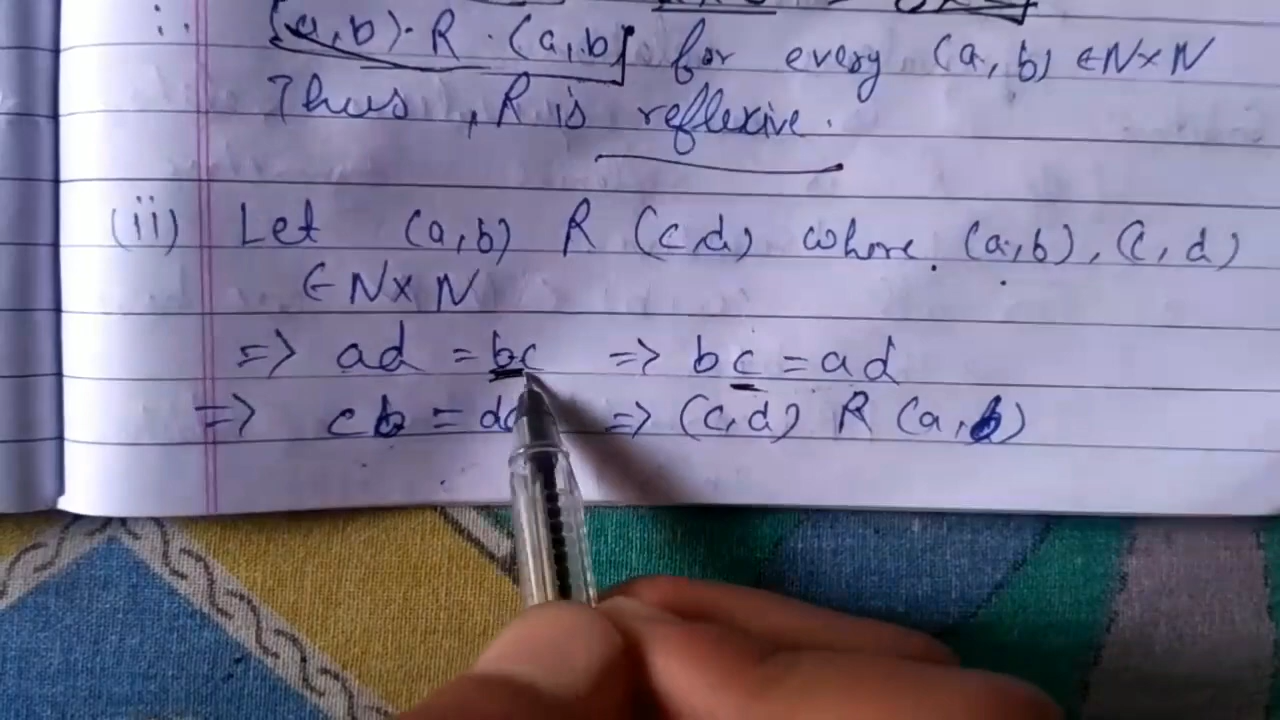 ∴ (a,b) · R · (a,b) for every (a,b) ∈ N×N
Thus, R is reflexive.
(ii) Let (a,b) R (c,d) where (a,b), (c,d)
∈ N×N
=> ad = bc => bc = ad
=> cb = da => (c,d) R (a,b)